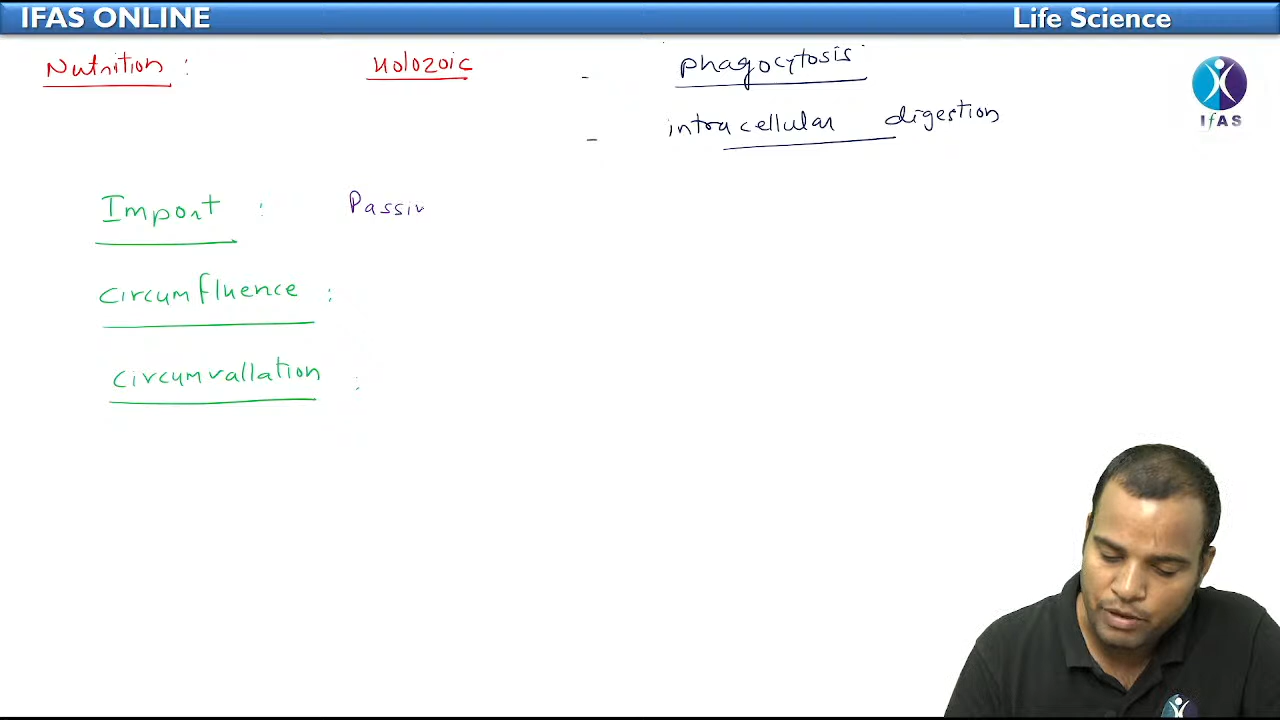 IFAS ONLINE Life Science
Nutrition : Holozoic - phagocytosis
IfAS
- intracellular digestion
Import : Passiv
Circumfluence :
Circumvallation :